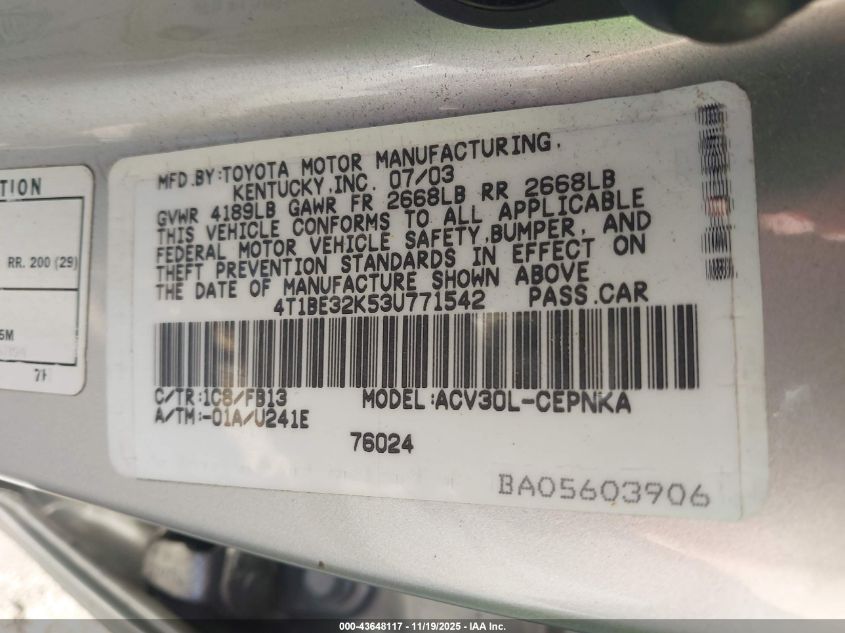 TION
RR. 200 (29)
5M
7H
MFD.BY:TOYOTA MOTOR MANUFACTURING,
KENTUCKY,INC. 07/03
GVWR 4189LB GAWR FR 2668LB RR 2668LB
THIS VEHICLE CONFORMS TO ALL APPLICABLE
FEDERAL MOTOR VEHICLE SAFETY,BUMPER, AND
THEFT PREVENTION STANDARDS IN EFFECT ON
THE DATE OF MANUFACTURE SHOWN ABOVE
4T1BE32K53U771542 PASS.CAR
C/TR:1C8/FB13 MODEL:ACV30L-CEPNKA
A/TM:-01A/U241E
76024
BA05603906
000-43648117 - 11/19/2025 - IAA Inc.